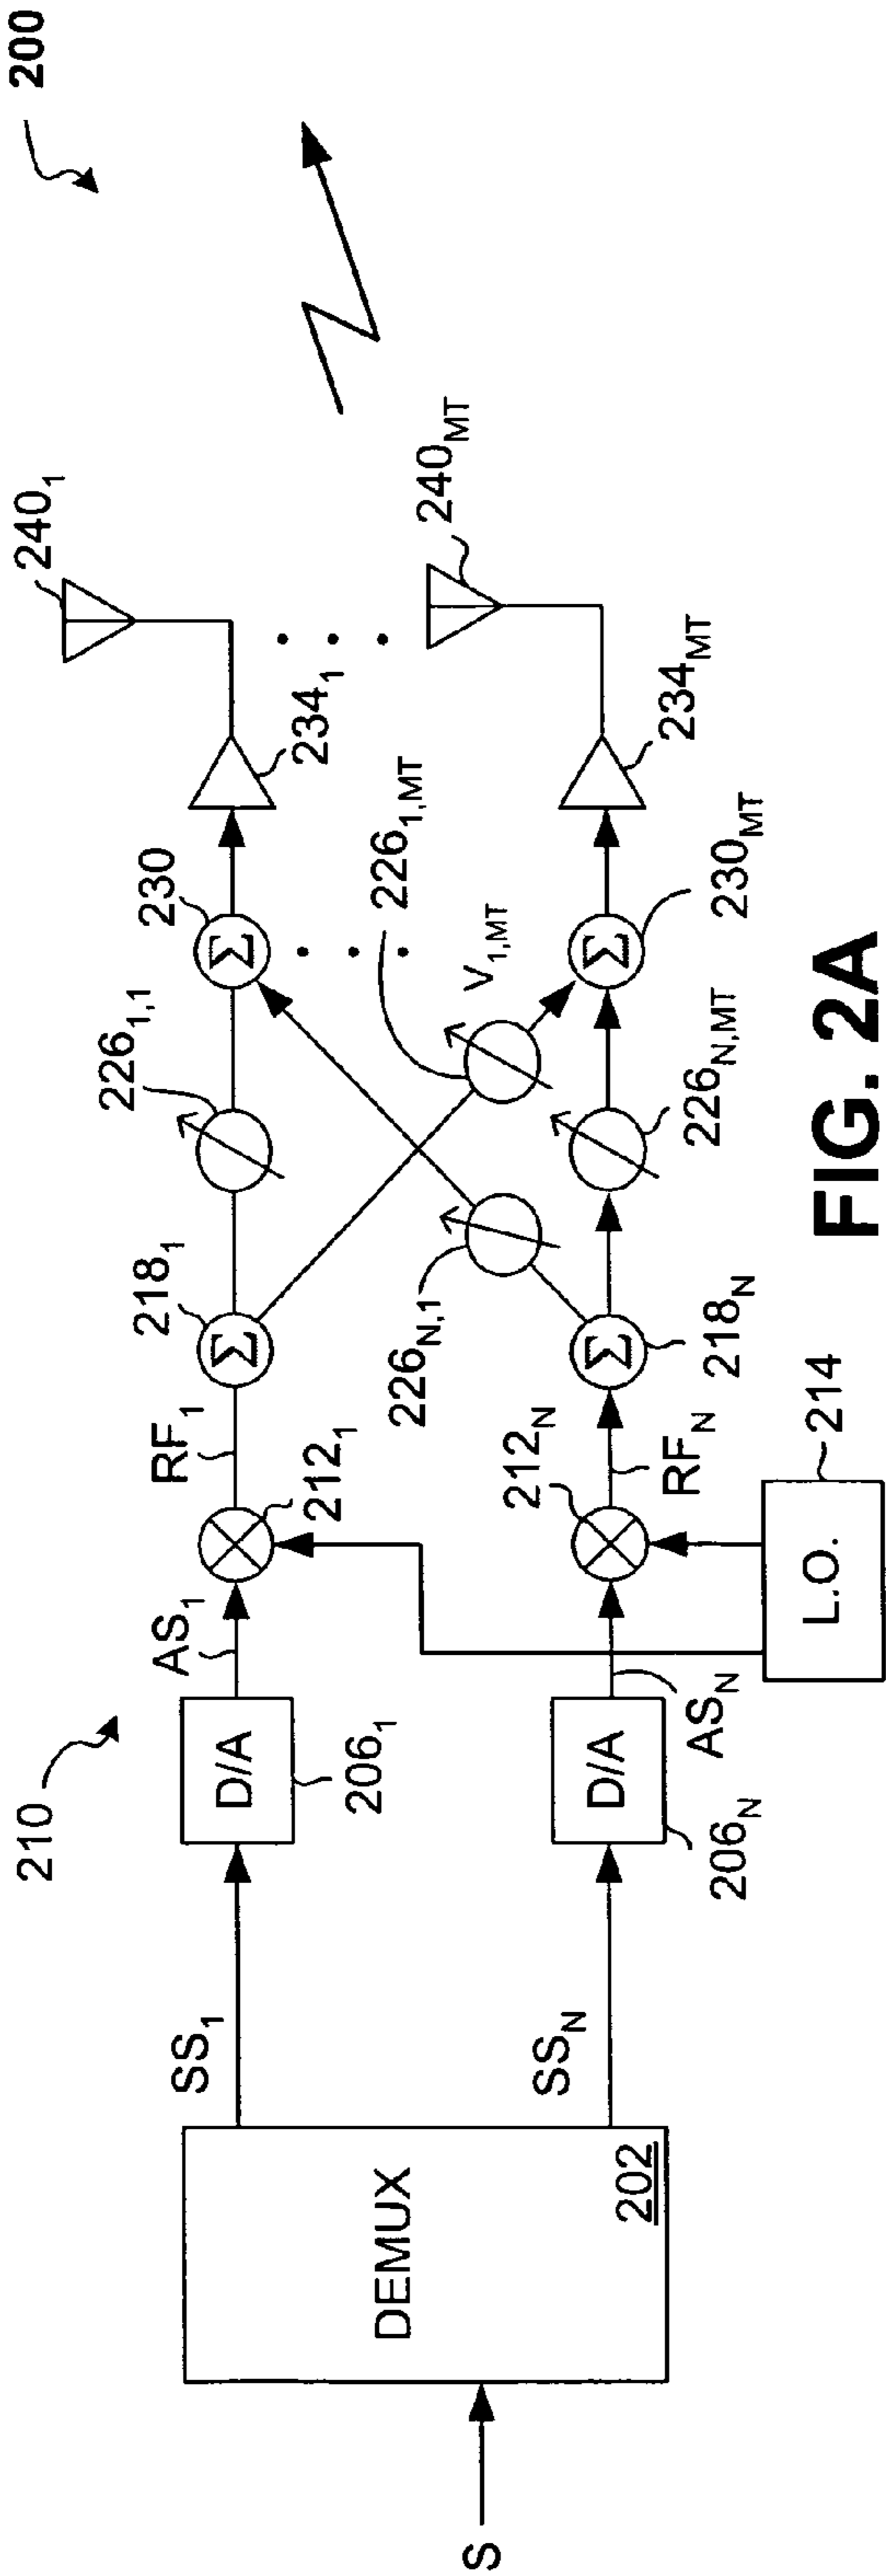 200
240₁
240MT
210
AS₁
RF₁
218₁
226₁,₁
230
234₁
Σ
Σ
226₁,MT
V₁,MT
SS₁
D/A
206₁
212₁
DEMUX
202
S
226N,₁
212N
SSN
D/A
206N
ASN
RFN
Σ
218N
226N,MT
Σ
230MT
234MT
L.O.
214
FIG. 2A